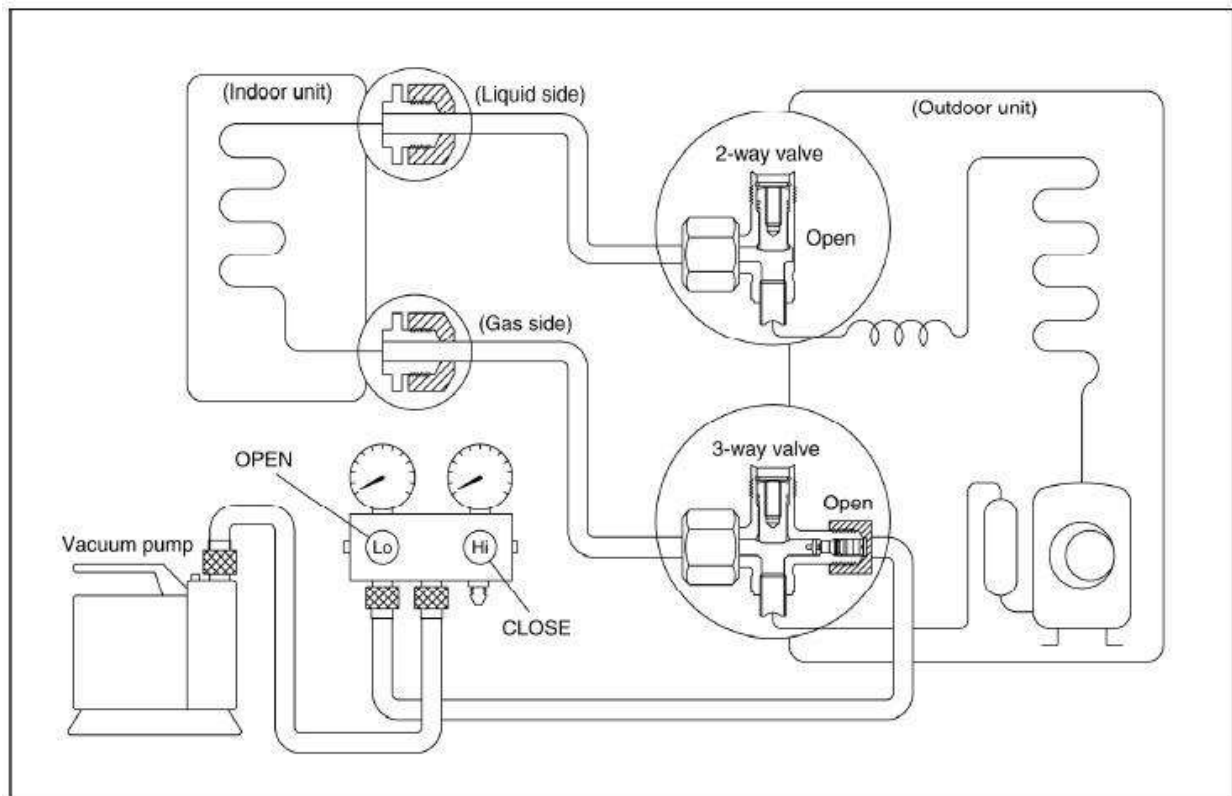 (Indoor unit)
(Liquid side)
(Outdoor unit)
2-way valve
Open
(Gas side)
3-way valve
Open
OPEN
Lo
Hi
Vacuum pump
CLOSE